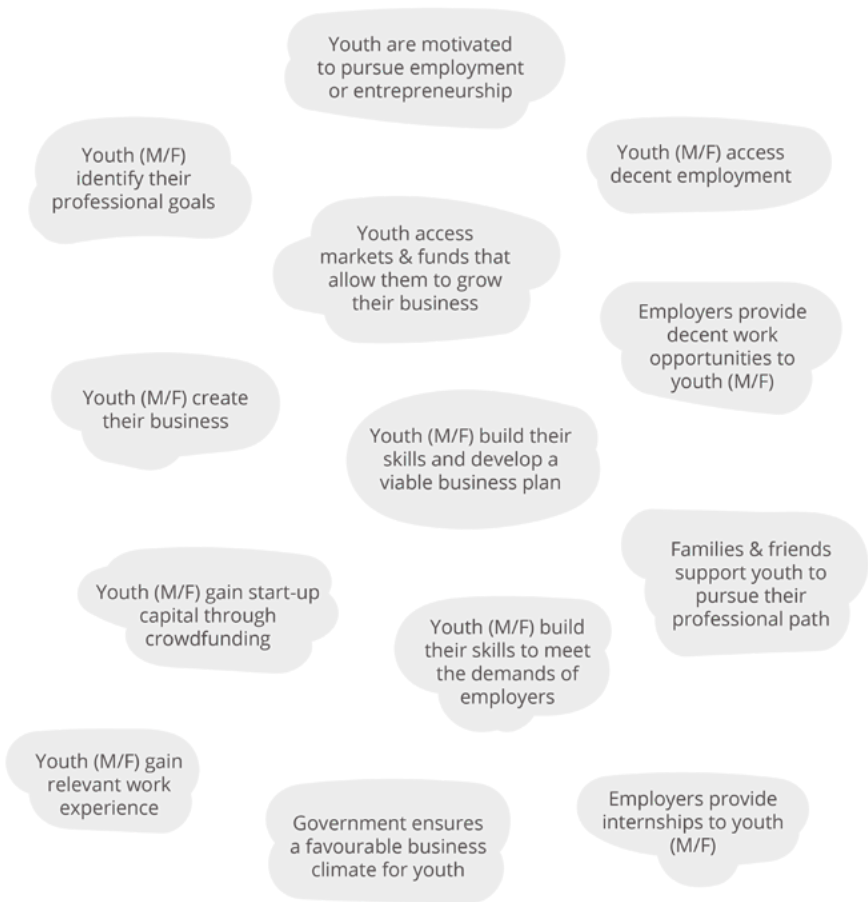 Youth are motivated
to pursue employment
or entrepreneurship
Youth (M/F)
identify their
professional goals
Youth (M/F) access
decent employment
Youth access
markets & funds that
allow them to grow
their business
Employers provide
decent work
opportunities to
youth (M/F)
Youth (M/F) create
their business
Youth (M/F) build their
skills and develop a
viable business plan
Families & friends
support youth to
pursue their
professional path
Youth (M/F) gain start-up
capital through
crowdfunding
Youth (M/F) build
their skills to meet
the demands of
employers
Youth (M/F) gain
relevant work
experience
Government ensures
a favourable business
climate for youth
Employers provide
internships to youth
(M/F)